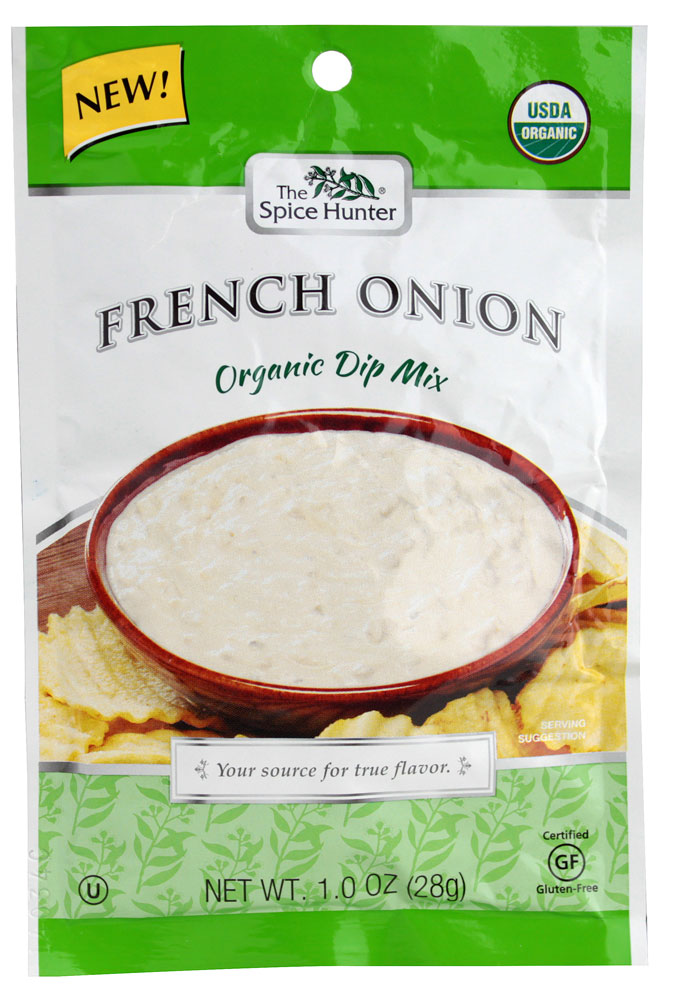 NEW!
USDA
ORGANIC
The
Spice Hunter®
FRENCH ONION
Organic Dip Mix
SERVING
SUGGESTION
Your source for true flavor.
Certified
GF
Gluten-Free
U
NET WT. 1.0 OZ (28g)